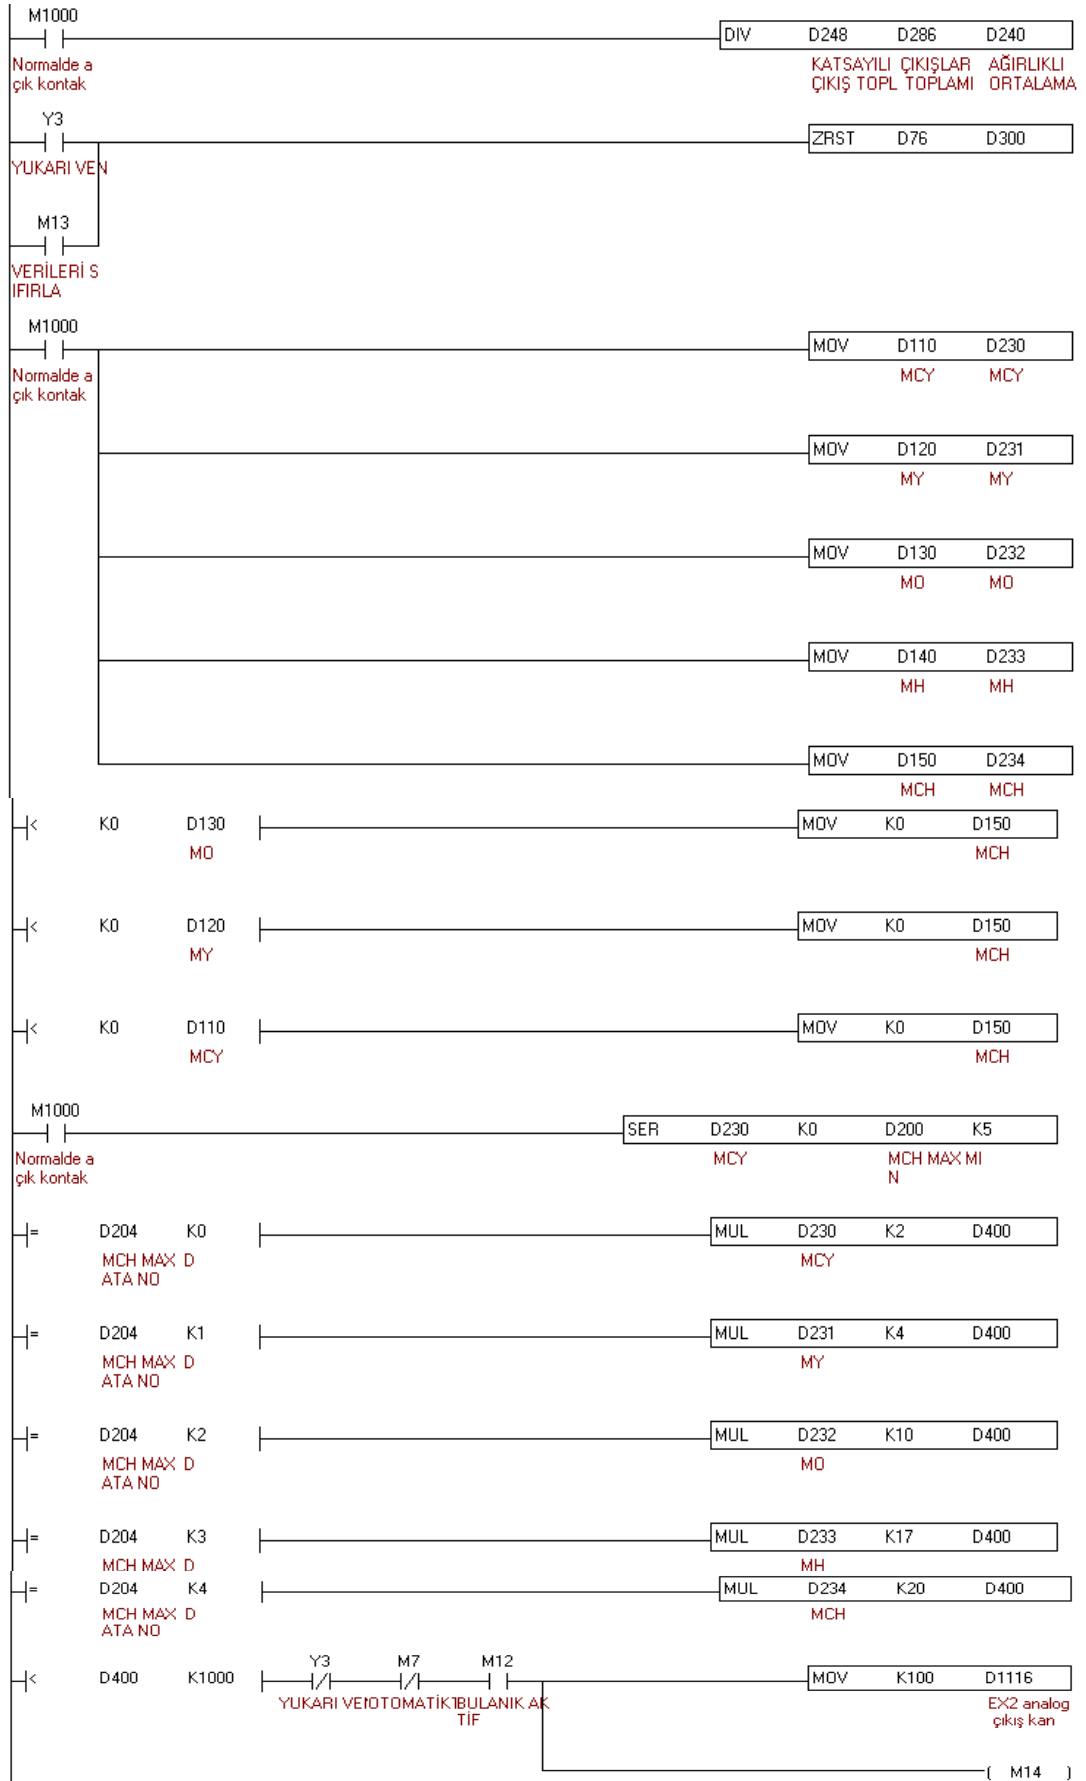 M1000
DIV D248 D286 D240
Normalde a
çık kontak
KATSAYILI ÇIKIŞLAR AĞIRLIKLI
ÇIKIŞ TOPL TOPLAMI ORTALAMA
Y3
ZRST D76 D300
YUKARI VEN
M13
VERİLERİ S
IFIRLA
M1000
MOV D110 D230
Normalde a
çık kontak
MCY MCY
MOV D120 D231
MY MY
MOV D130 D232
MO MO
MOV D140 D233
MH MH
MOV D150 D234
MCH MCH
< K0 D130 MOV K0 D150
MO MCH
< K0 D120 MOV K0 D150
MY MCH
< K0 D110 MOV K0 D150
MCY MCH
M1000
SER D230 K0 D200 K5
Normalde a
çık kontak
MCY MCH MAX MI
N
= D204 K0 MUL D230 K2 D400
MCH MAX D MCY
ATA NO
= D204 K1 MUL D231 K4 D400
MCH MAX D MY
ATA NO
= D204 K2 MUL D232 K10 D400
MCH MAX D MO
ATA NO
= D204 K3 MUL D233 K17 D400
MCH MAX D MH
= D204 K4 MUL D234 K20 D400
MCH MAX D MCH
ATA NO
Y3 M7 M12
< D400 K1000 MOV K100 D1116
YUKARI VEN OTOMATİK BULANIK AK
TİF
EX2 analog
çıkış kan
( M14 )